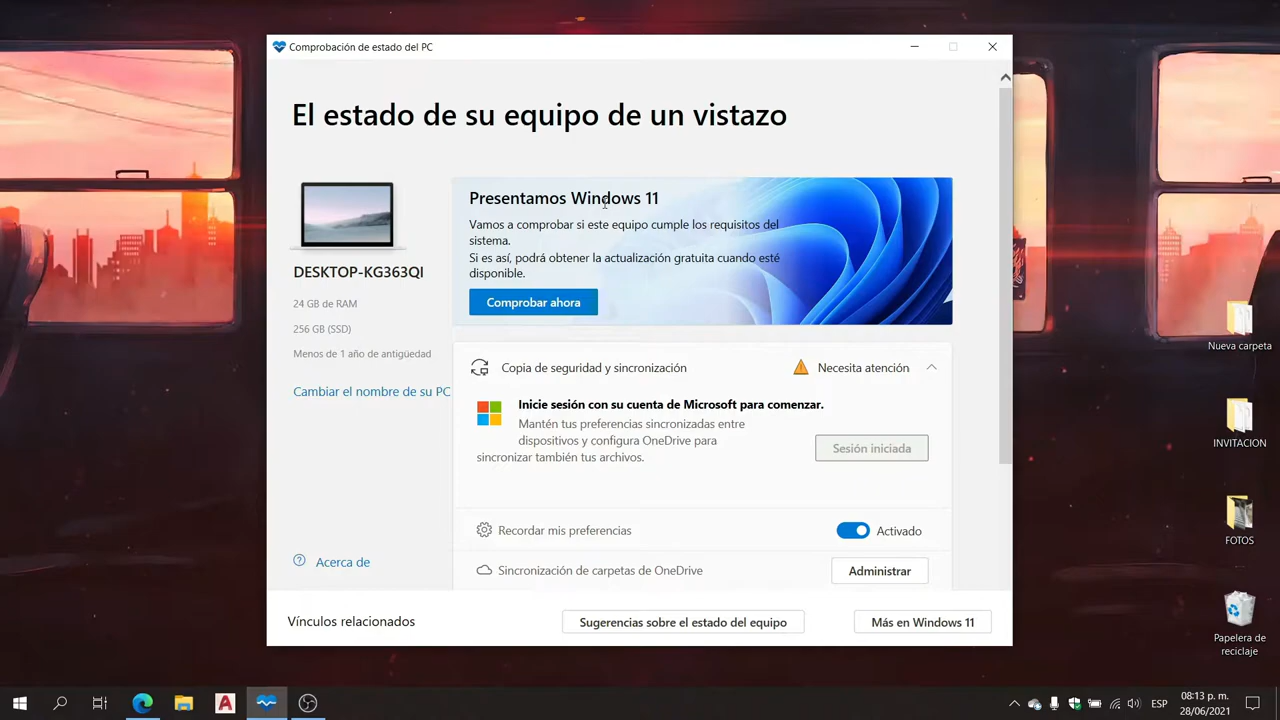 Comprobación de estado del PC
El estado de su equipo de un vistazo
DESKTOP-KG363QI
24 GB de RAM
256 GB (SSD)
Menos de 1 año de antigüedad
Cambiar el nombre de su PC
Acerca de
Presentamos Windows 11
Vamos a comprobar si este equipo cumple los requisitos del
sistema.
Si es así, podrá obtener la actualización gratuita cuando esté
disponible.
Comprobar ahora
Copia de seguridad y sincronización
Necesita atención
Inicie sesión con su cuenta de Microsoft para comenzar.
Mantén tus preferencias sincronizadas entre
dispositivos y configura OneDrive para
sincronizar también tus archivos.
Sesión iniciada
Recordar mis preferencias
Activado
Sincronización de carpetas de OneDrive
Administrar
Vínculos relacionados
Sugerencias sobre el estado del equipo
Más en Windows 11
Nueva carpeta
INVITACION
FOTOS
Papelera de
reciclaje
A
ESP
08:13 p. m.
28/06/2021